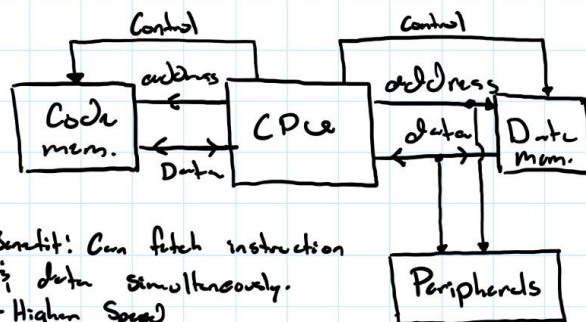 Control
Control
address
address
Code
mem.
CPU
data
Data
mem.
Data
Benefit: Can fetch instruction
& data simultaneously.
- Higher Speed
Peripherals